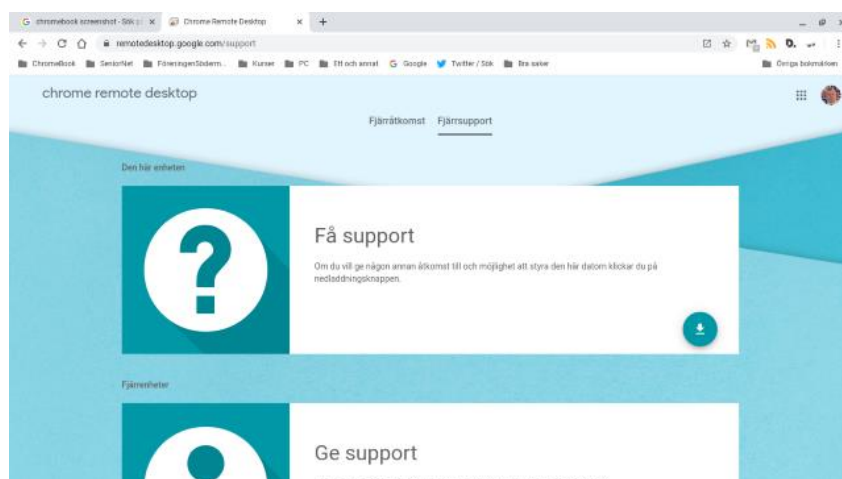 chromebook screenshot - Sök p
Chrome Remote Desktop
remotedesktop.google.com/support
ChromeBook
SeniorNet
FöreningenSöderm..
Kurser
PC
Ett och annat
Google
Twitter / Sök
Bra saker
Övriga bokmärken
chrome remote desktop
Fjärråtkomst
Fjärrsupport
Den här enheten
Få support
Om du vill ge någon annan åtkomst till och möjlighet att styra den här datorn klickar du på
nedladdningsknappen.
Fjärrenheter
Ge support